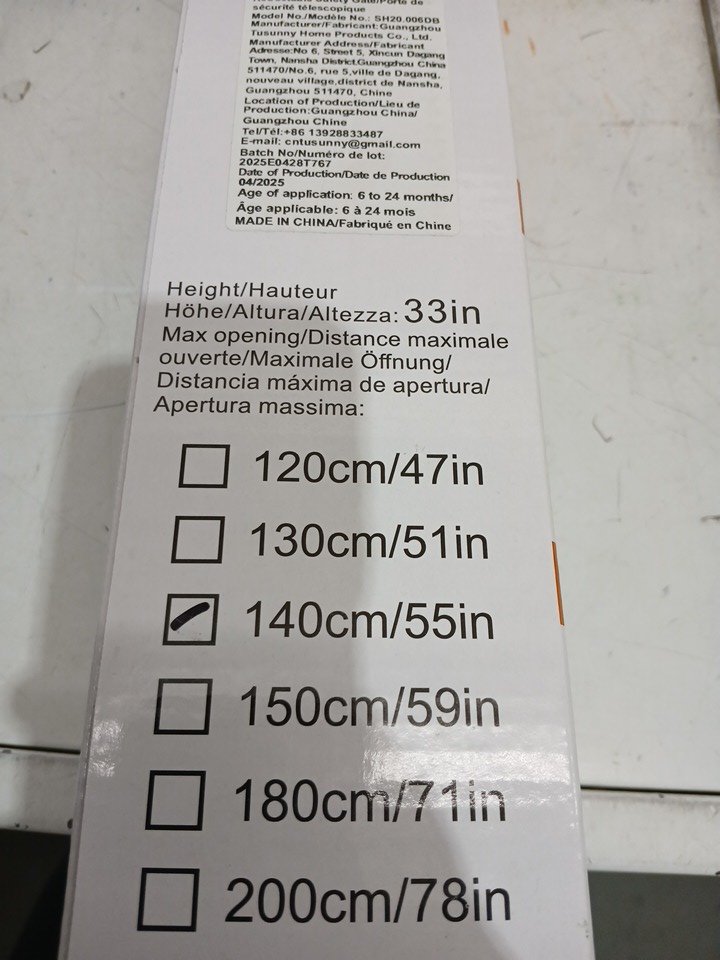 Retractable Safety Gate/Porte de
sécurité télescopique
Model No./Modèle No.: SH20.006DB
Manufacturer/Fabricant:Guangzhou
Tusunny Home Products Co., Ltd.
Manufacturer Address/Fabricant
Adresse:No 6, Street 5, Xincun Dagang
Town, Nansha District.Guangzhou China
511470/No.6, rue 5,ville de Dagang,
nouveau village,district de Nansha,
Guangzhou 511470, Chine
Location of Production/Lieu de
Production:Guangzhou China/
Guangzhou Chine
Tel/Tél:+86 13928833487
E-mail: cntusunny@gmail.com
Batch No/Numéro de lot:
2025E0428T767
Date of Production/Date de Production
04/2025
Age of application: 6 to 24 months/
Âge applicable: 6 à 24 mois
MADE IN CHINA/Fabriqué en Chine
Height/Hauteur
Höhe/Altura/Altezza: 33in
Max opening/Distance maximale
ouverte/Maximale Öffnung/
Distancia máxima de apertura/
Apertura massima:
120cm/47in
130cm/51in
140cm/55in
150cm/59in
180cm/71in
200cm/78in